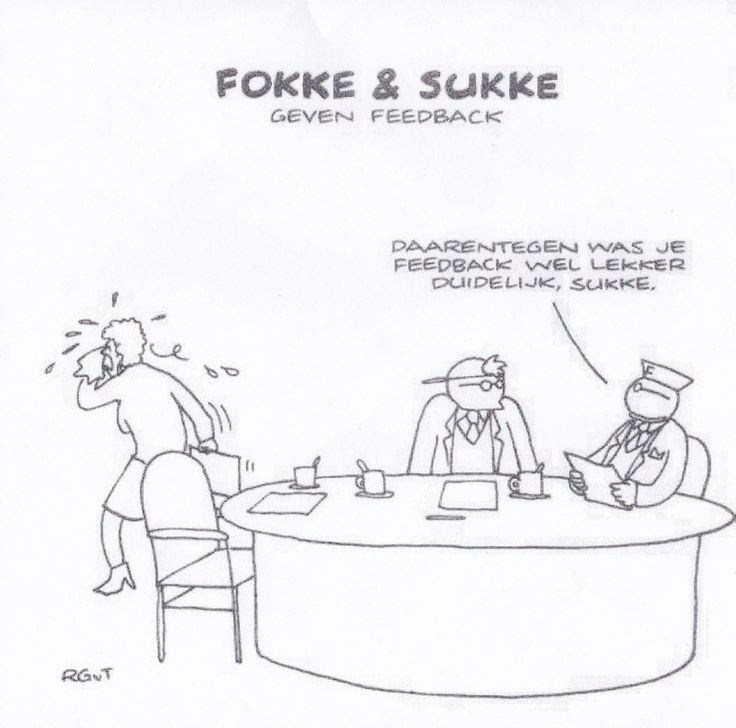 FOKKE & SUKKE
GEVEN FEEDBACK
DAARENTEGEN WAS JE
FEEDBACK WEL LEKKER
DUIDELIJK, SUKKE.
F
RGvT